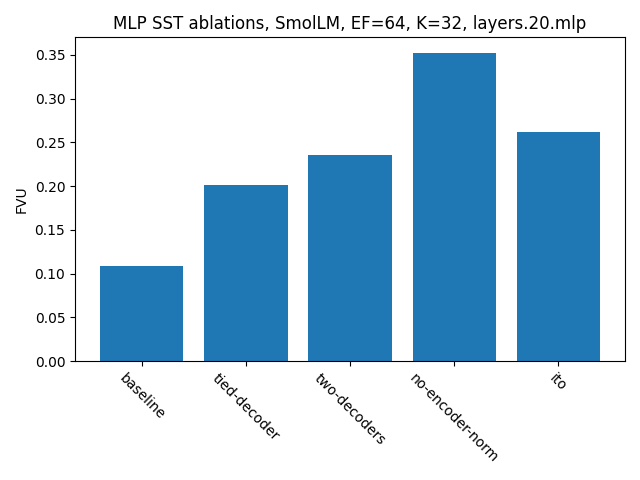 MLP SST ablations, SmolLM, EF=64, K=32, layers.20.mlp
FVU
0.35
0.30
0.25
0.20
0.15
0.10
0.05
0.00
baseline
tied-decoder
two-decoders
no-encoder-norm
ito